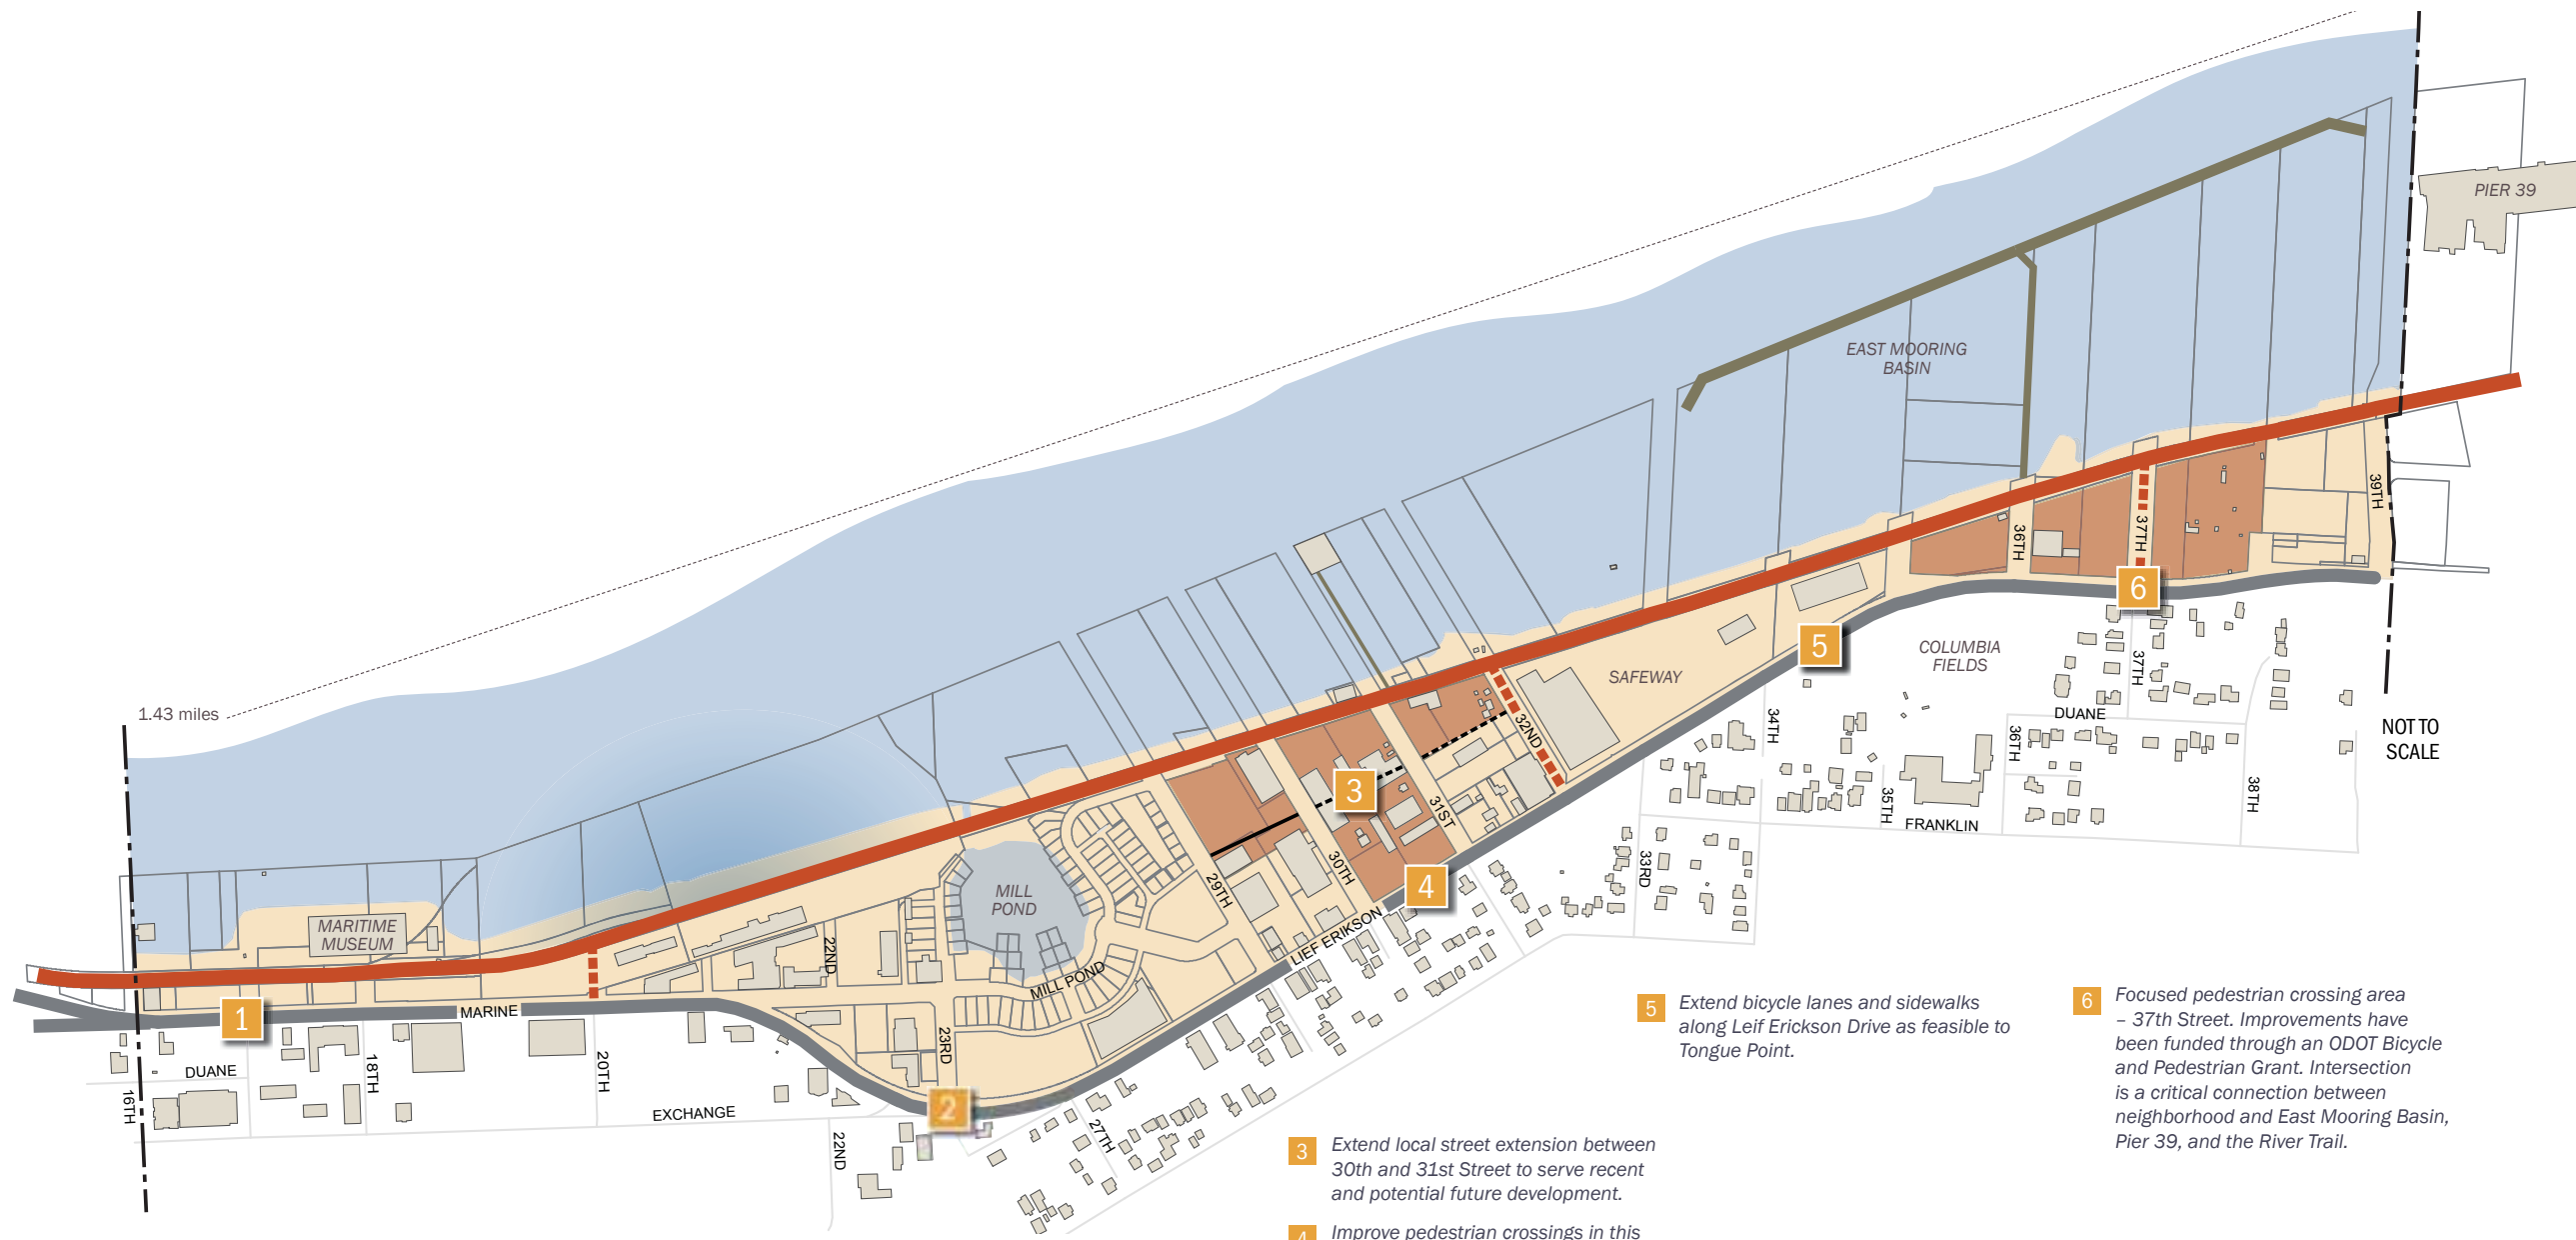 PIER 39
EAST MOORING
BASIN
39TH
36TH
37TH
6
5
COLUMBIA
FIELDS
SAFEWAY
37TH
1.43 miles
32ND
34TH
DUANE
36TH
NOT TO
SCALE
3
31ST
35TH
38TH
FRANKLIN
30TH
33RD
29TH
4
MILL
POND
MARITIME
MUSEUM
LIEF ERIKSON
22ND
MILL POND
MARINE
1
23RD
20TH
18TH
DUANE
16TH
EXCHANGE
2
27TH
22ND
3 Extend local street extension between
30th and 31st Street to serve recent
and potential future development.
4 Improve pedestrian crossings in this
5 Extend bicycle lanes and sidewalks
along Leif Erickson Drive as feasible to
Tongue Point.
6 Focused pedestrian crossing area
– 37th Street. Improvements have
been funded through an ODOT Bicycle
and Pedestrian Grant. Intersection
is a critical connection between
neighborhood and East Mooring Basin,
Pier 39, and the River Trail.